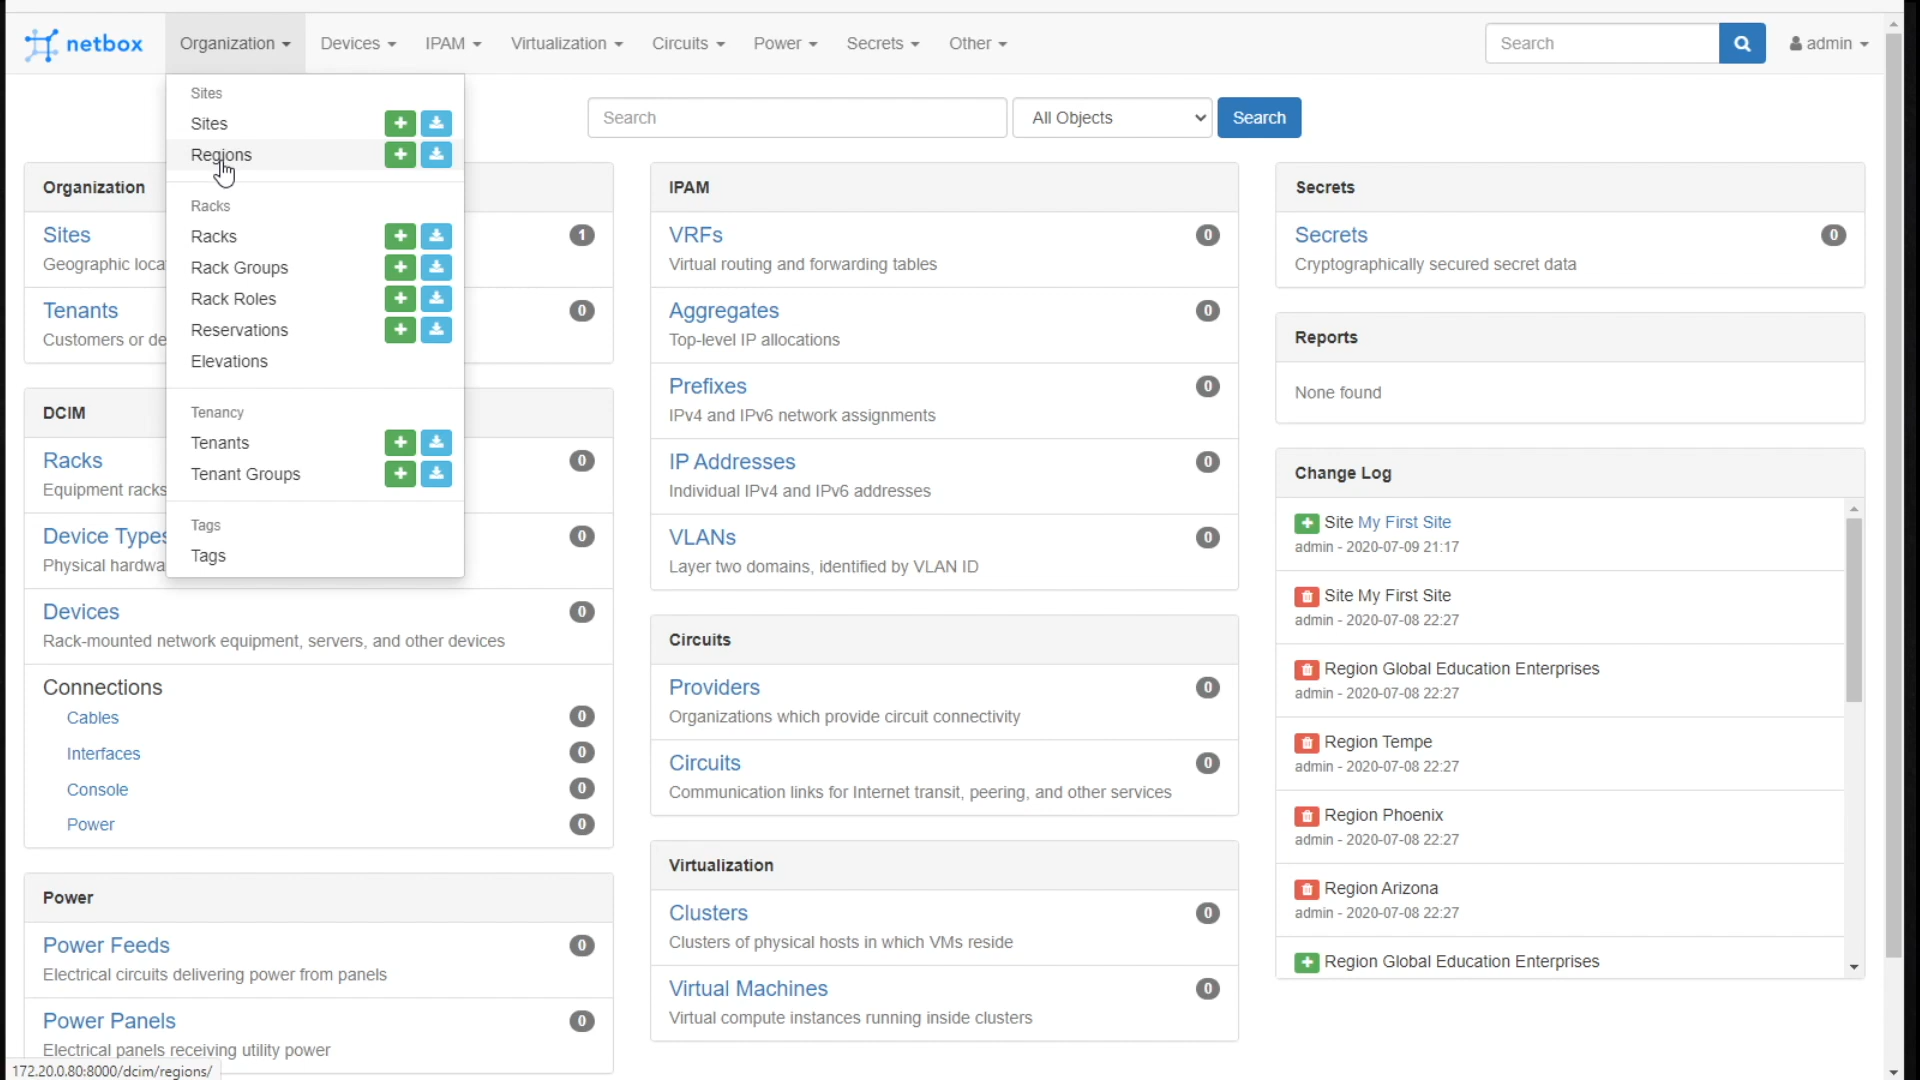 netbox
Organization
Devices
IPAM
Virtualization
Circuits
Power
Secrets
Other
Search
admin
Sites
Sites
Regions
Racks
Racks
Rack Groups
Rack Roles
Reservations
Elevations
Tenancy
Tenants
Tenant Groups
Tags
Tags
Search
All Objects
Search
Organization
Sites 1
Geographic loca
Tenants 0
Customers or de
DCIM
Racks 0
Equipment racks
Device Types 0
Physical hardwa
Devices 0
Rack-mounted network equipment, servers, and other devices
Connections
Cables 0
Interfaces 0
Console 0
Power 0
Power
Power Feeds 0
Electrical circuits delivering power from panels
Power Panels 0
Electrical panels receiving utility power
IPAM
VRFs 0
Virtual routing and forwarding tables
Aggregates 0
Top-level IP allocations
Prefixes 0
IPv4 and IPv6 network assignments
IP Addresses 0
Individual IPv4 and IPv6 addresses
VLANs 0
Layer two domains, identified by VLAN ID
Circuits
Providers 0
Organizations which provide circuit connectivity
Circuits 0
Communication links for Internet transit, peering, and other services
Virtualization
Clusters 0
Clusters of physical hosts in which VMs reside
Virtual Machines 0
Virtual compute instances running inside clusters
Secrets
Secrets 0
Cryptographically secured secret data
Reports
None found
Change Log
Site My First Site
admin - 2020-07-09 21:17
Site My First Site
admin - 2020-07-08 22:27
Region Global Education Enterprises
admin - 2020-07-08 22:27
Region Tempe
admin - 2020-07-08 22:27
Region Phoenix
admin - 2020-07-08 22:27
Region Arizona
admin - 2020-07-08 22:27
Region Global Education Enterprises
172.20.0.80:8000/dcim/regions/